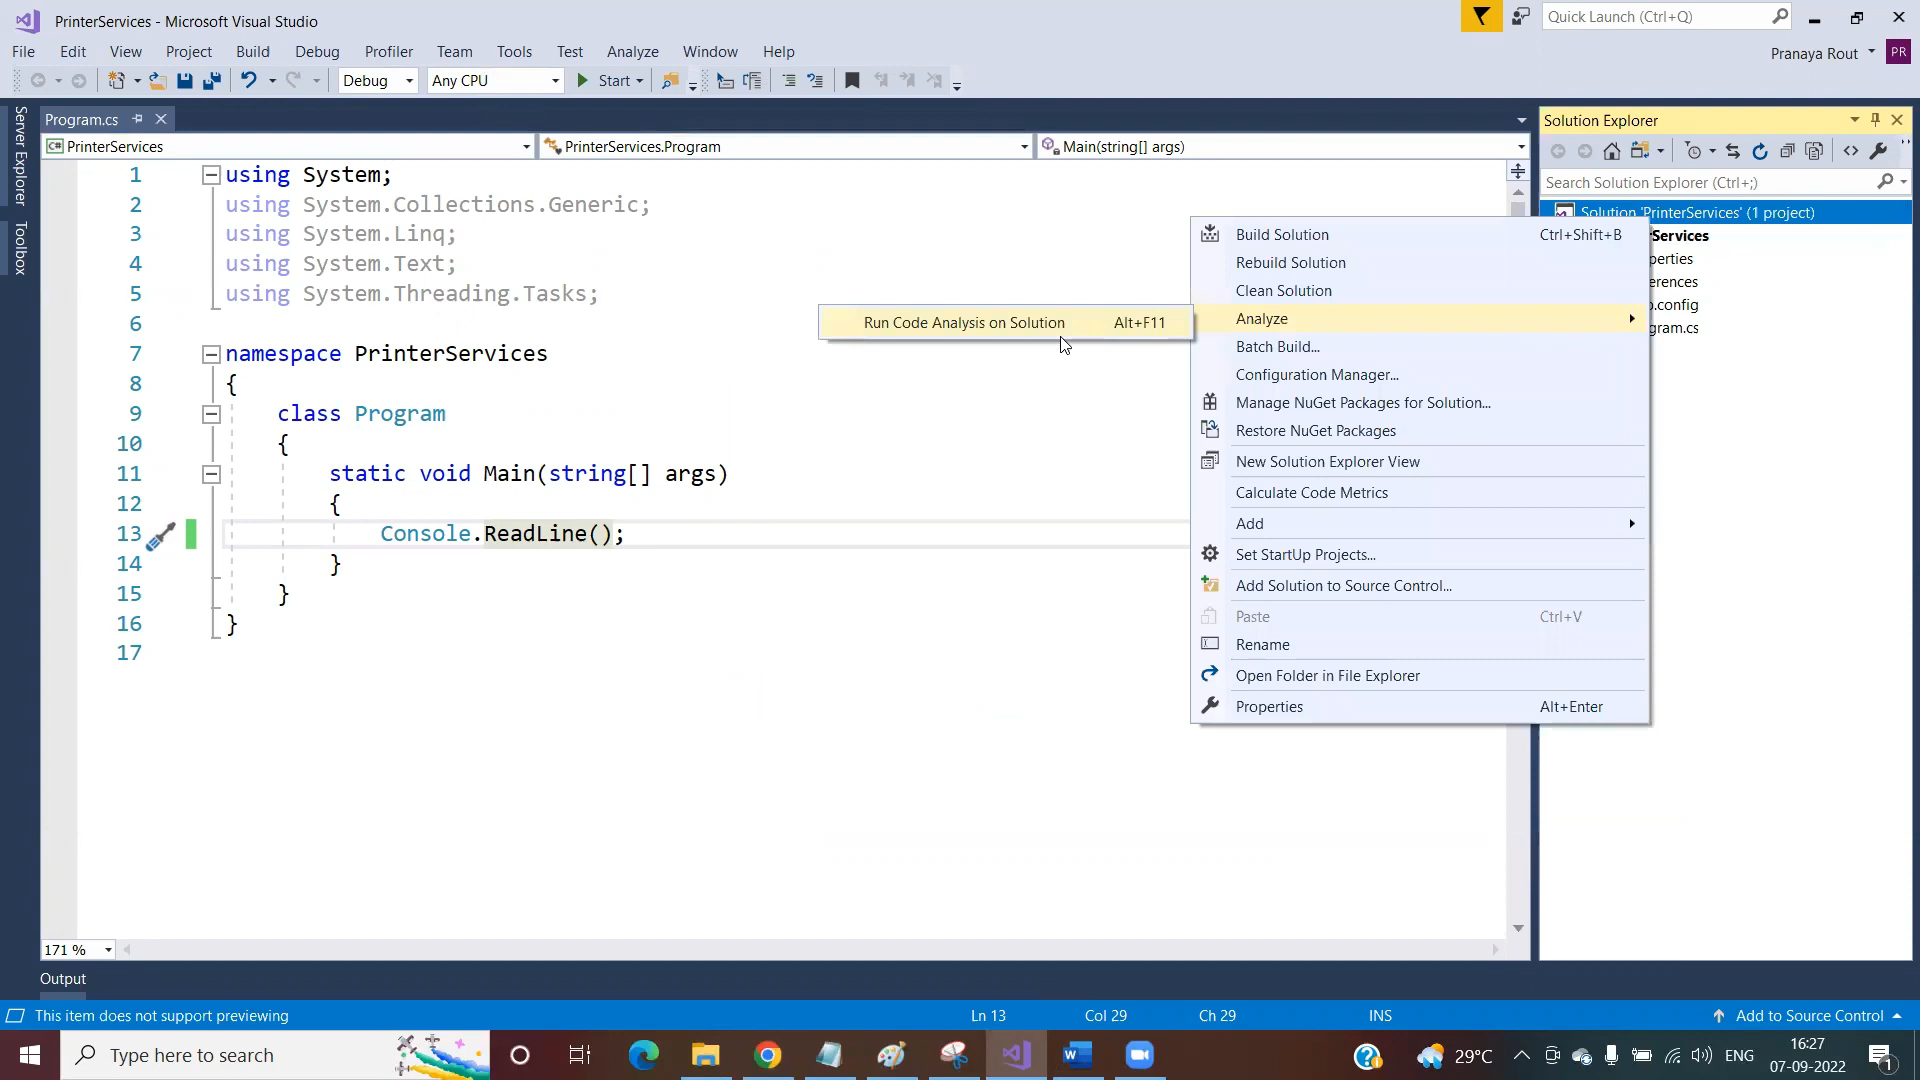 PrinterServices - Microsoft Visual Studio
Quick Launch (Ctrl+Q)
File Edit View Project Build Debug Profiler Team Tools Test Analyze Window Help
Pranaya Rout PR
Debug Any CPU Start
Server Explorer
Toolbox
Program.cs
C# PrinterServices PrinterServices.Program Main(string[] args)
1 using System;
2 using System.Collections.Generic;
3 using System.Linq;
4 using System.Text;
5 using System.Threading.Tasks;
6
7 namespace PrinterServices
8 {
9 class Program
10 {
11 static void Main(string[] args)
12 {
13 Console.ReadLine();
14 }
15 }
16 }
17
Solution Explorer
Search Solution Explorer (Ctrl+;)
Solution 'PrinterServices' (1 project)
Services
perties
erences
.config
gram.cs
Build Solution Ctrl+Shift+B
Rebuild Solution
Clean Solution
Analyze
Run Code Analysis on Solution Alt+F11
Batch Build...
Configuration Manager...
Manage NuGet Packages for Solution...
Restore NuGet Packages
New Solution Explorer View
Calculate Code Metrics
Add
Set StartUp Projects...
Add Solution to Source Control...
Paste Ctrl+V
Rename
Open Folder in File Explorer
Properties Alt+Enter
171 %
Output
This item does not support previewing Ln 13 Col 29 Ch 29 INS Add to Source Control
Type here to search
29°C ENG
16:27
07-09-2022
1